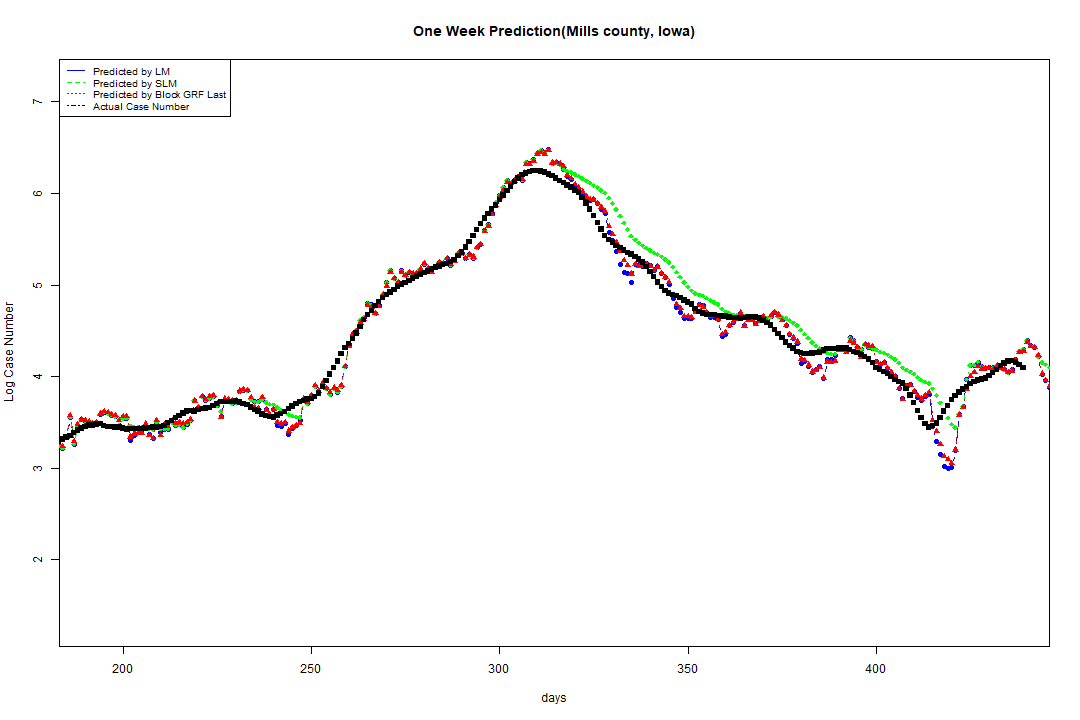 One Week Prediction(Mills county, Iowa)
Predicted by LM
Predicted by SLM
Predicted by Block GRF Last
Actual Case Number
Log Case Number
7
6
5
4
3
2
200 250 300 350 400
days